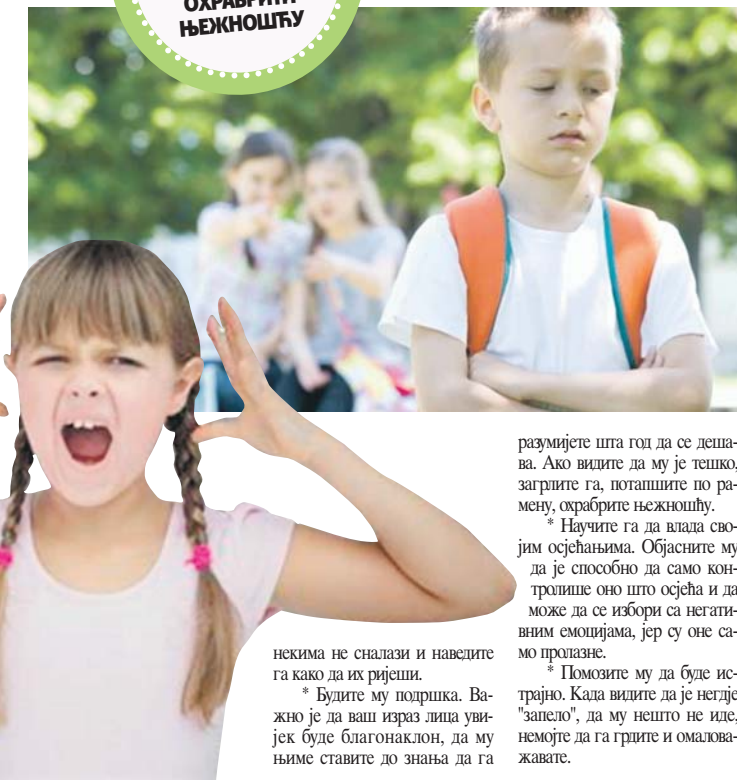 ОХРАБРИТИ
ЊЕЖНОШЋУ
некима не сналази и наведите
га како да их ријеши.
* Будите му подршка. Ва-
жно је да ваш израз лица уви-
јек буде благонаклон, да му
њиме ставите до знања да га
разумијете шта год да се деша-
ва. Ако видите да му је тешко,
загрлите га, потапшите по ра-
мену, охрабрите њежношћу.
* Научите га да влада сво-
јим осјећањима. Објасните му
да је способно да само кон-
тролише оно што осјећа и да
може да се избори са негати-
вним емоцијама, јер су оне са-
мо пролазне.
* Помозите му да буде ис-
трајно. Када видите да је негдје
"запело", да му нешто не иде,
немојте да га грдите и омалова-
жавате.